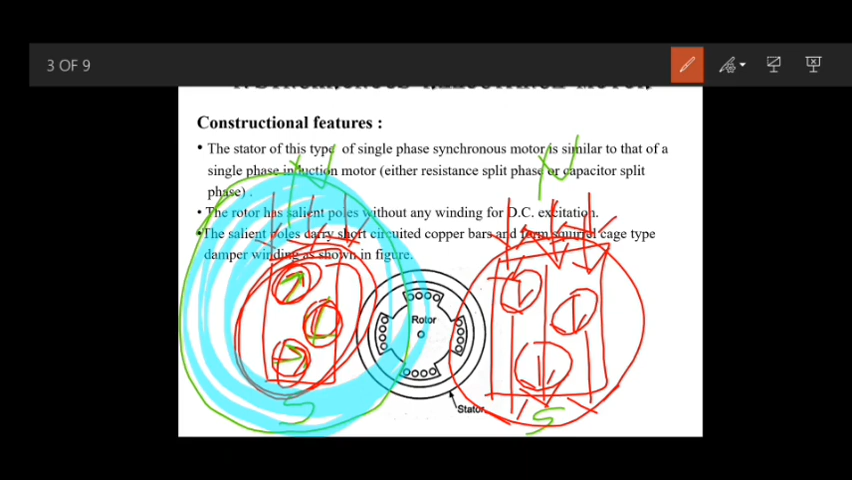 3 OF 9
Constructional features :
• The stator of this type of single phase synchronous motor is similar to that of a
single phase induction motor (either resistance split phase or capacitor split
phase) .
• The rotor has salient poles without any winding for D.C. excitation.
•The salient poles carry short circuited copper bars and form squirrel cage type
damper winding as shown in figure.
N
N
Rotor
Stator
S
S